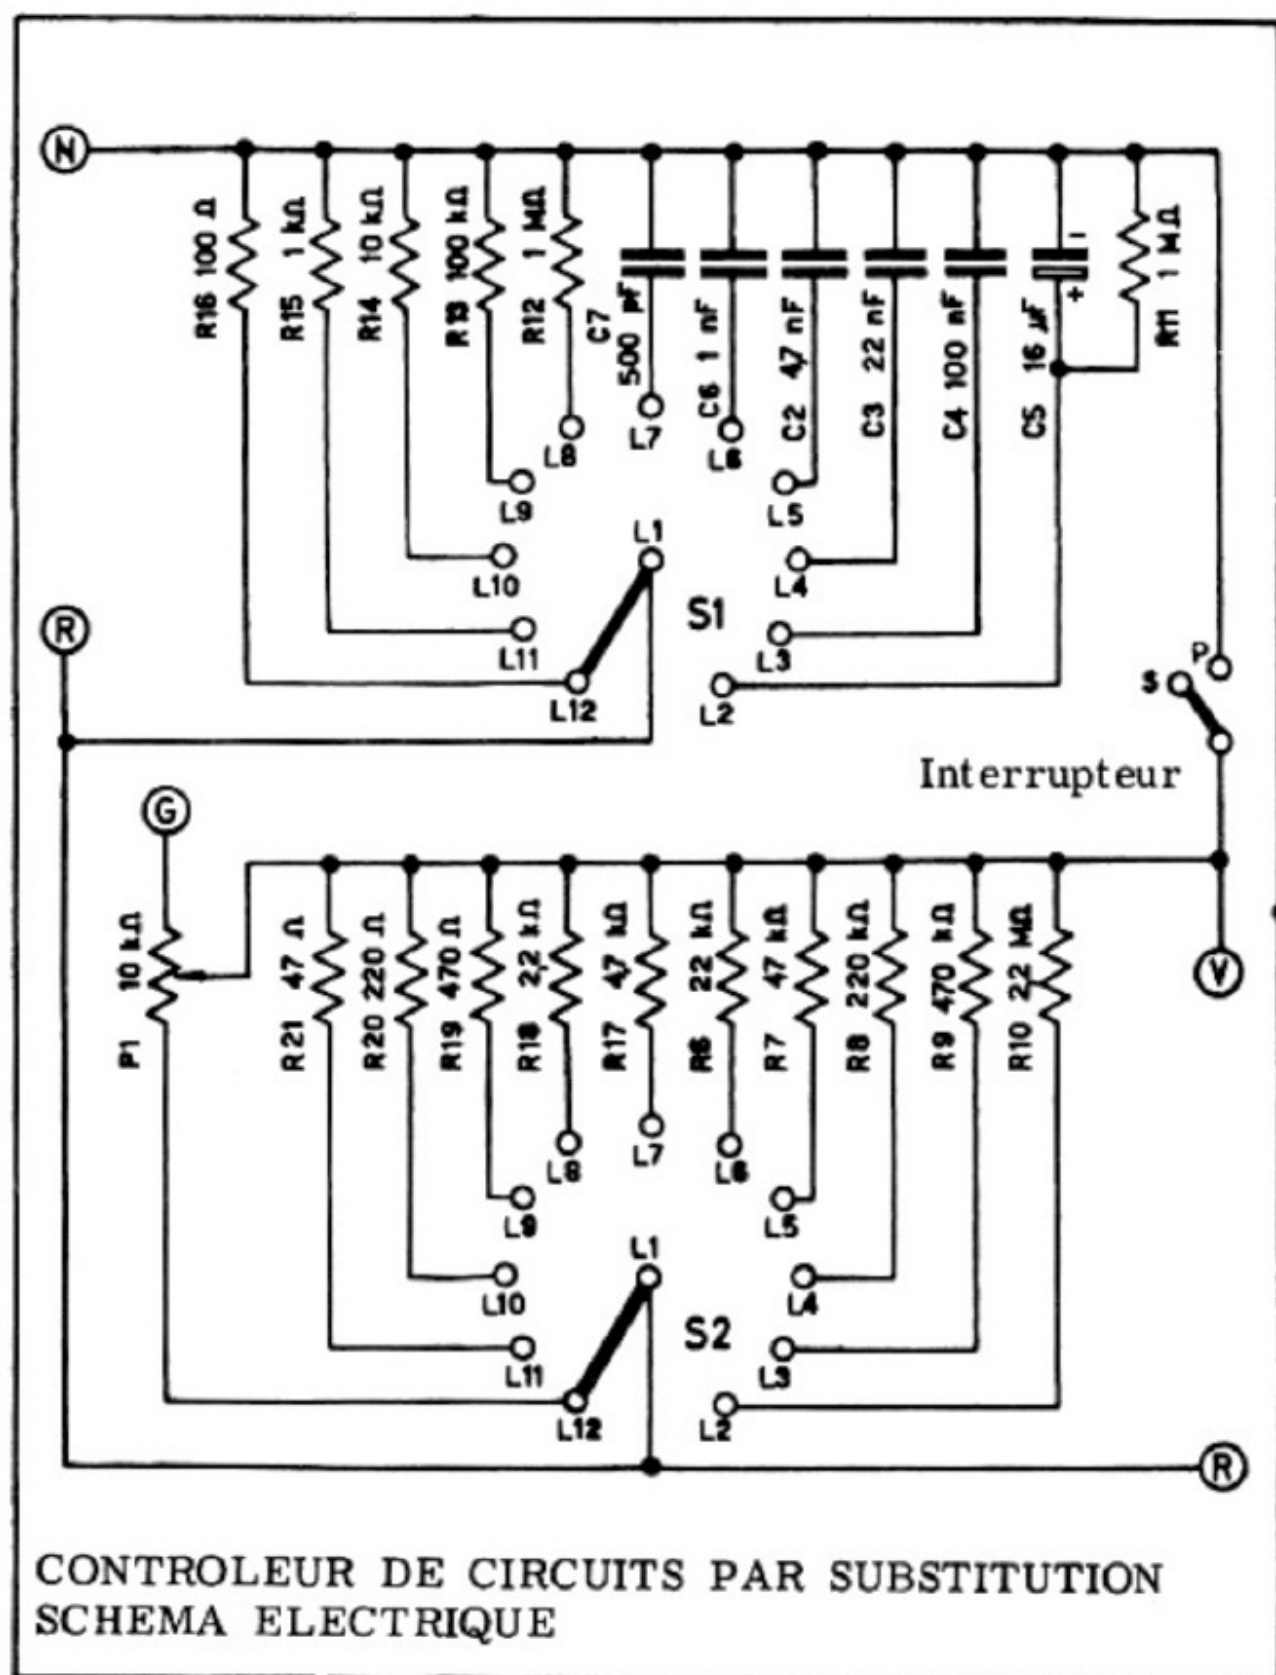 N
R16 100 Ω
R15 1 kΩ
R14 10 kΩ
R13 100 kΩ
R12 1 MΩ
C7
500 pF
C6 1 nF
C2 4,7 nF
C3 22 nF
C4 100 nF
C5 16 µF
-
+
R11 1 MΩ
L8
L7
L6
L9
L5
L1
L10
L4
S1
R
L11
L3
L12
L2
P
S
Interrupteur
G
P1 10 kΩ
R21 47 Ω
R20 220 Ω
R19 470 Ω
R18 2,2 kΩ
R17 4,7 kΩ
R6 22 kΩ
R7 47 kΩ
R8 220 kΩ
R9 470 kΩ
R10 2,2 MΩ
V
L8
L7
L6
L9
L5
L1
L10
L4
S2
L11
L3
L12
L2
R
CONTROLEUR DE CIRCUITS PAR SUBSTITUTION
SCHEMA ELECTRIQUE